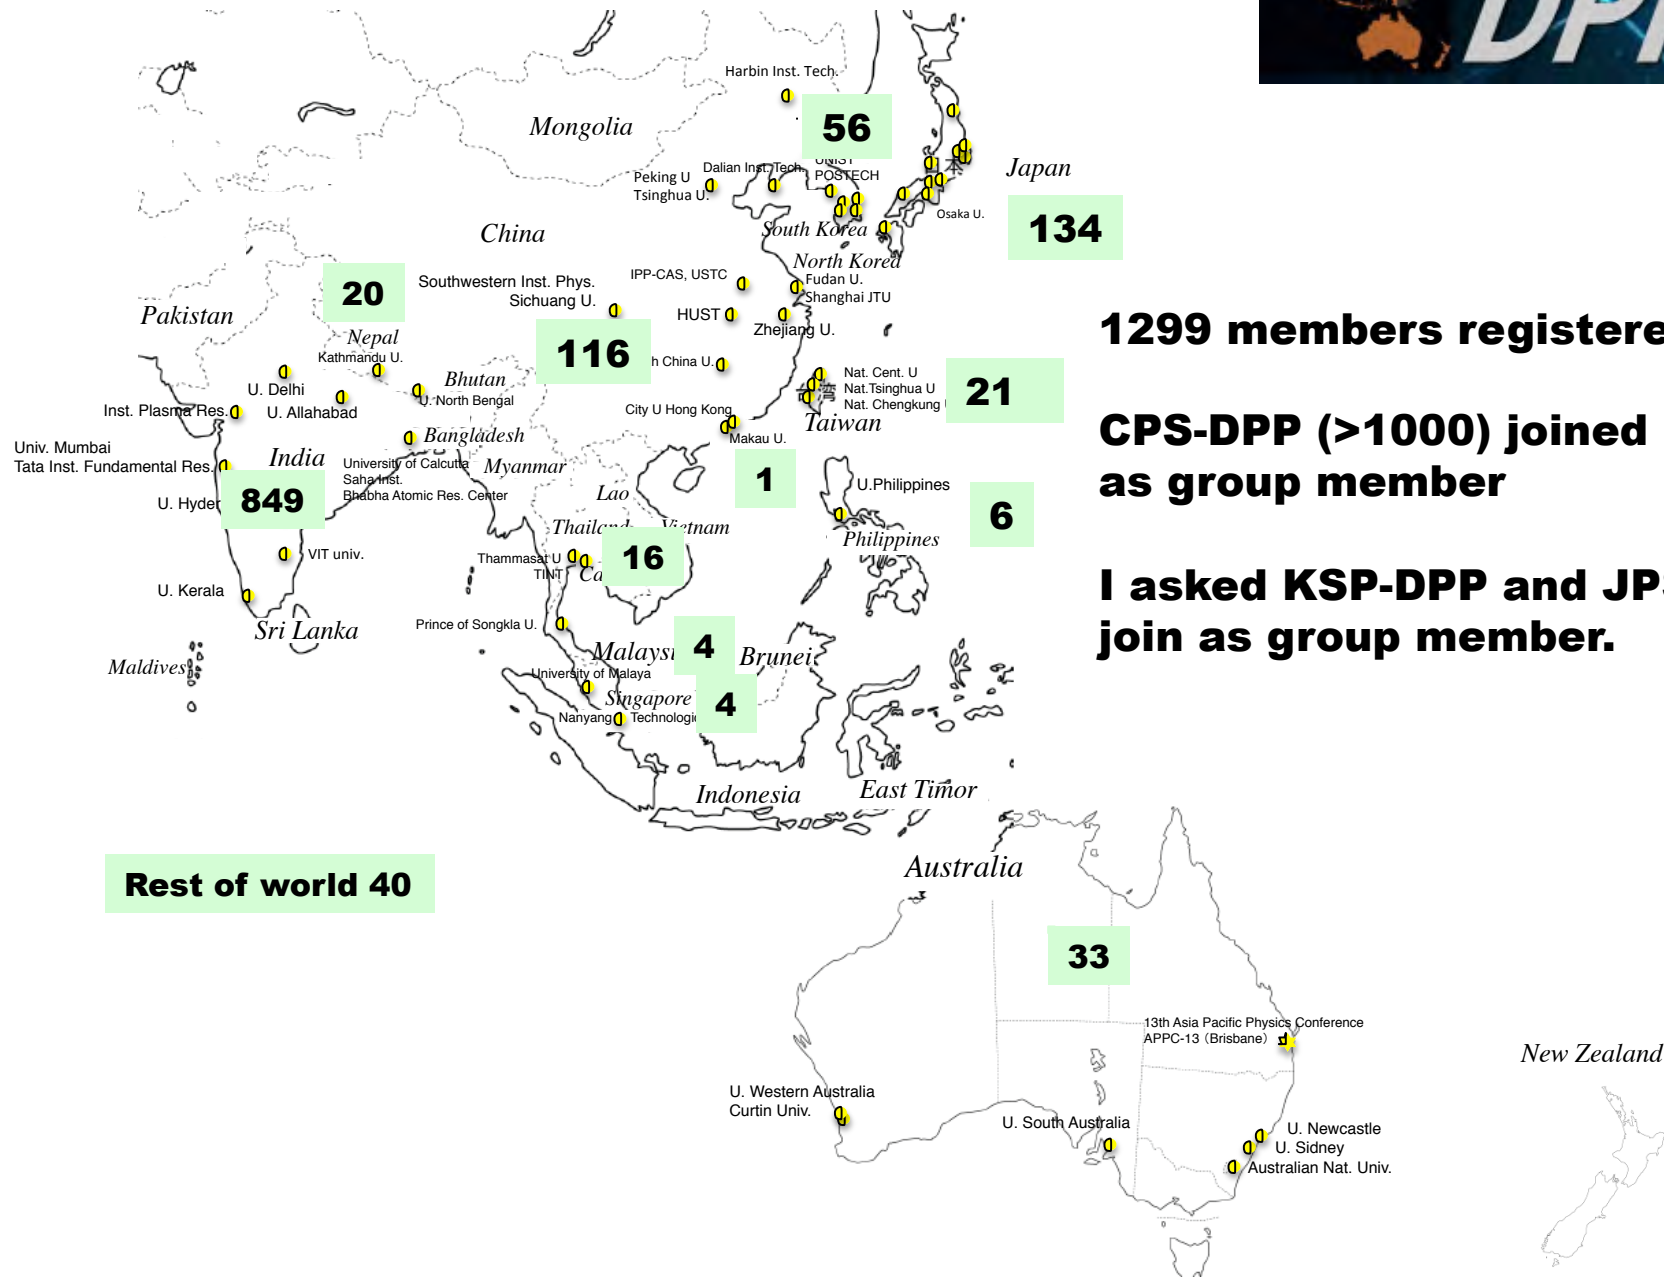 DP
Harbin Inst. Tech.
Mongolia
56
UNIST
POSTECH
Dalian Inst. Tech.
Peking U
Tsinghua U.
Japan
Osaka U.
134
China
South Korea
North Korea
20
Southwestern Inst. Phys.
Sichuang U.
IPP-CAS, USTC
Fudan U.
Shanghai JTU
Pakistan
HUST
Zhejiang U.
1299 members registere
Nepal
Kathmandu U.
116
h China U.
Bhutan
U. North Bengal
U. Delhi
U. Allahabad
Nat. Cent. U
Nat.Tsinghua U
Nat. Chengkung
21
台湾
Taiwan
Inst. Plasma Res.
City U Hong Kong
Makau U.
CPS-DPP (>1000) joined
as group member
Bangladesh
Univ. Mumbai
Tata Inst. Fundamental Res.
India
University of Calcutta
Saha Inst.
Bhabha Atomic Res. Center
Myanmar
1
U.Philippines
6
Philippines
U. Hyder
849
Lao
Thailand
Vietnam
16
VIT univ.
Thammasat U
TINT
Ca
I asked KSP-DPP and JP
join as group member.
U. Kerala
Sri Lanka
Prince of Songkla U.
Maldives
Malaysi
4
Brunei
University of Malaya
Singapore
4
Nanyang
Technologi
Indonesia
East Timor
Australia
Rest of world 40
33
13th Asia Pacific Physics Conference
APPC-13（Brisbane）
New Zealand
U. Western Australia
Curtin Univ.
U. South Australia
U. Newcastle
U. Sidney
Australian Nat. Univ.